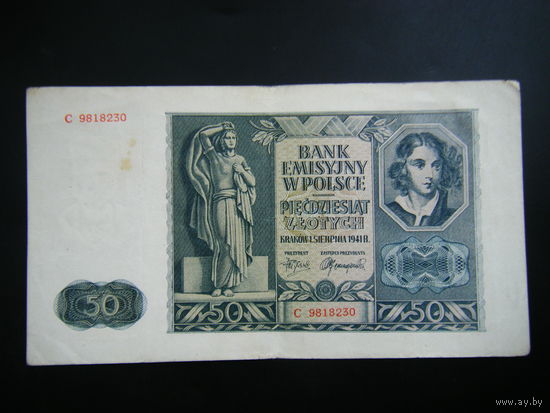 C 9818230
BANK
EMISYJNY
W POLSCE
PIĘĆDZIESIĄT
ZŁOTYCH
KRAKÓW 1. SIERPNIA 1941 R.
PREZYDENT ZASTĘPCA PREZYDENTA
50
50 50
C 9818230
www.ay.by